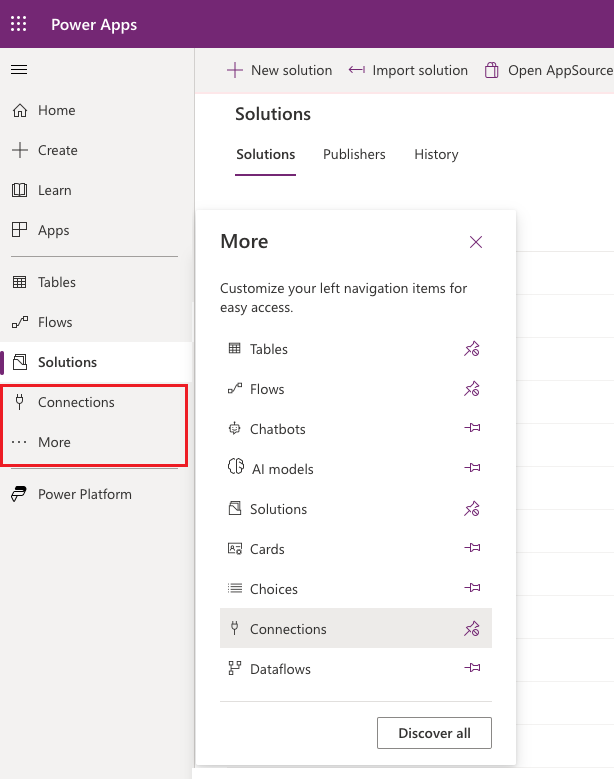 Power Apps
Home
Create
Learn
Apps
Tables
Flows
Solutions
Connections
More
Power Platform
New solution
Import solution
Open AppSource
Solutions
Solutions
Publishers
History
More
Customize your left navigation items for
easy access.
Tables
Flows
Chatbots
AI models
Solutions
Cards
Choices
Connections
Dataflows
Discover all